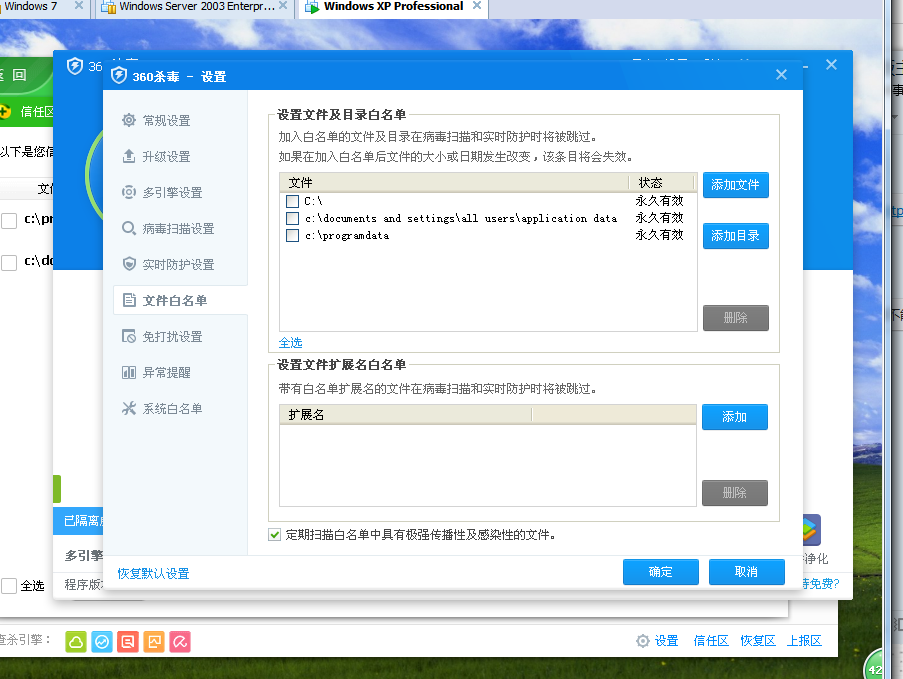 Windows 7
Windows Server 2003 Enterpr...
Windows XP Professional
36
360杀毒 - 设置
返 回
信任区
以下是您信
文件
c:\pr
c:\do
全选
常规设置
升级设置
多引擎设置
病毒扫描设置
实时防护设置
文件白名单
免打扰设置
异常提醒
系统白名单
设置文件及目录白名单
加入白名单的文件及目录在病毒扫描和实时防护时将被跳过。
如果在加入白名单后文件的大小或日期发生改变，该条目将会失效。
文件 状态
C:\ 永久有效
c:\documents and settings\all users\application data 永久有效
c:\programdata 永久有效
添加文件
添加目录
删除
全选
设置文件扩展名白名单
带有白名单扩展名的文件在病毒扫描和实时防护时将被跳过。
扩展名
添加
删除
定期扫描白名单中具有极强传播性及感染性的文件。
恢复默认设置
确定
取消
已隔离
多引擎
程序版
净化
免费?
查杀引擎：
设置
信任区
恢复区
上报区
42